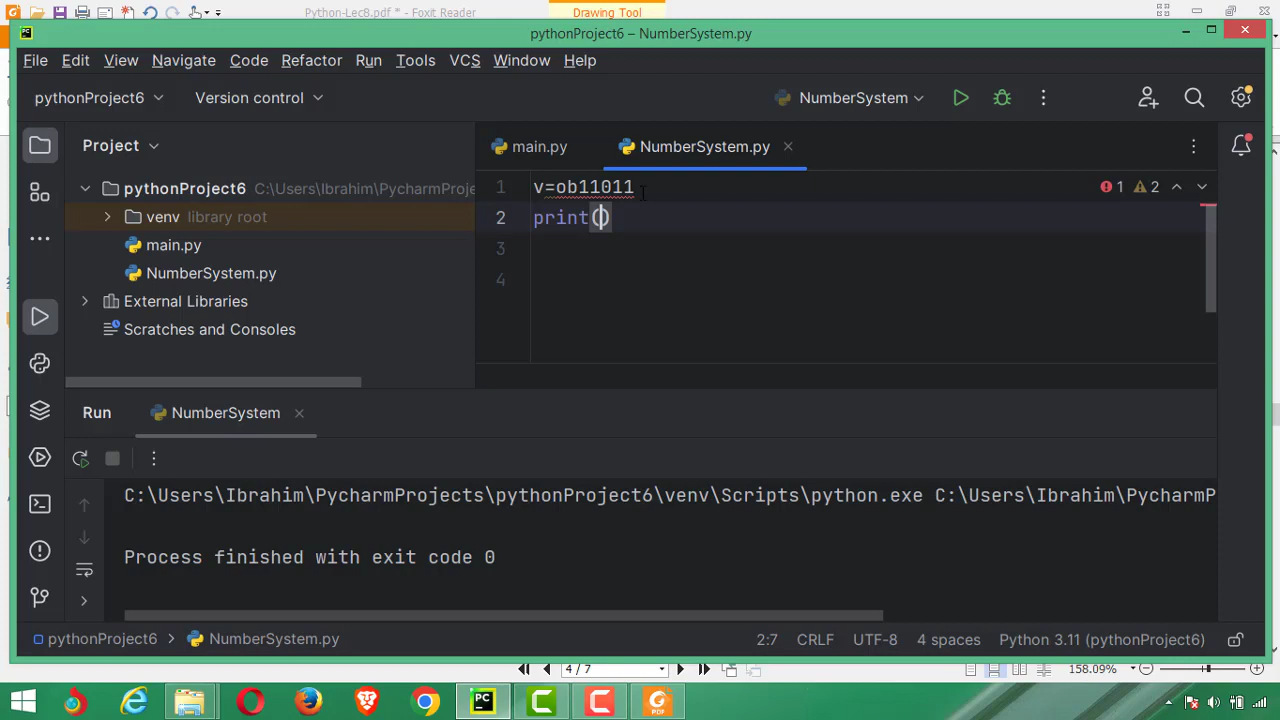 Python-Lec8.pdf * - Foxit Reader
Drawing Tool
pythonProject6 – NumberSystem.py
File Edit View Navigate Code Refactor Run Tools VCS Window Help
pythonProject6 Version control NumberSystem
Project
main.py NumberSystem.py
pythonProject6 C:\Users\Ibrahim\PycharmProje
venv library root
main.py
NumberSystem.py
External Libraries
Scratches and Consoles
1 v=ob11011
1 2
2 print()
3
4
Run NumberSystem
C:\Users\Ibrahim\PycharmProjects\pythonProject6\venv\Scripts\python.exe C:\Users\Ibrahim\PycharmP
Process finished with exit code 0
pythonProject6 NumberSystem.py 2:7 CRLF UTF-8 4 spaces Python 3.11 (pythonProject6)
4 / 7 158.09%
PC
PDF